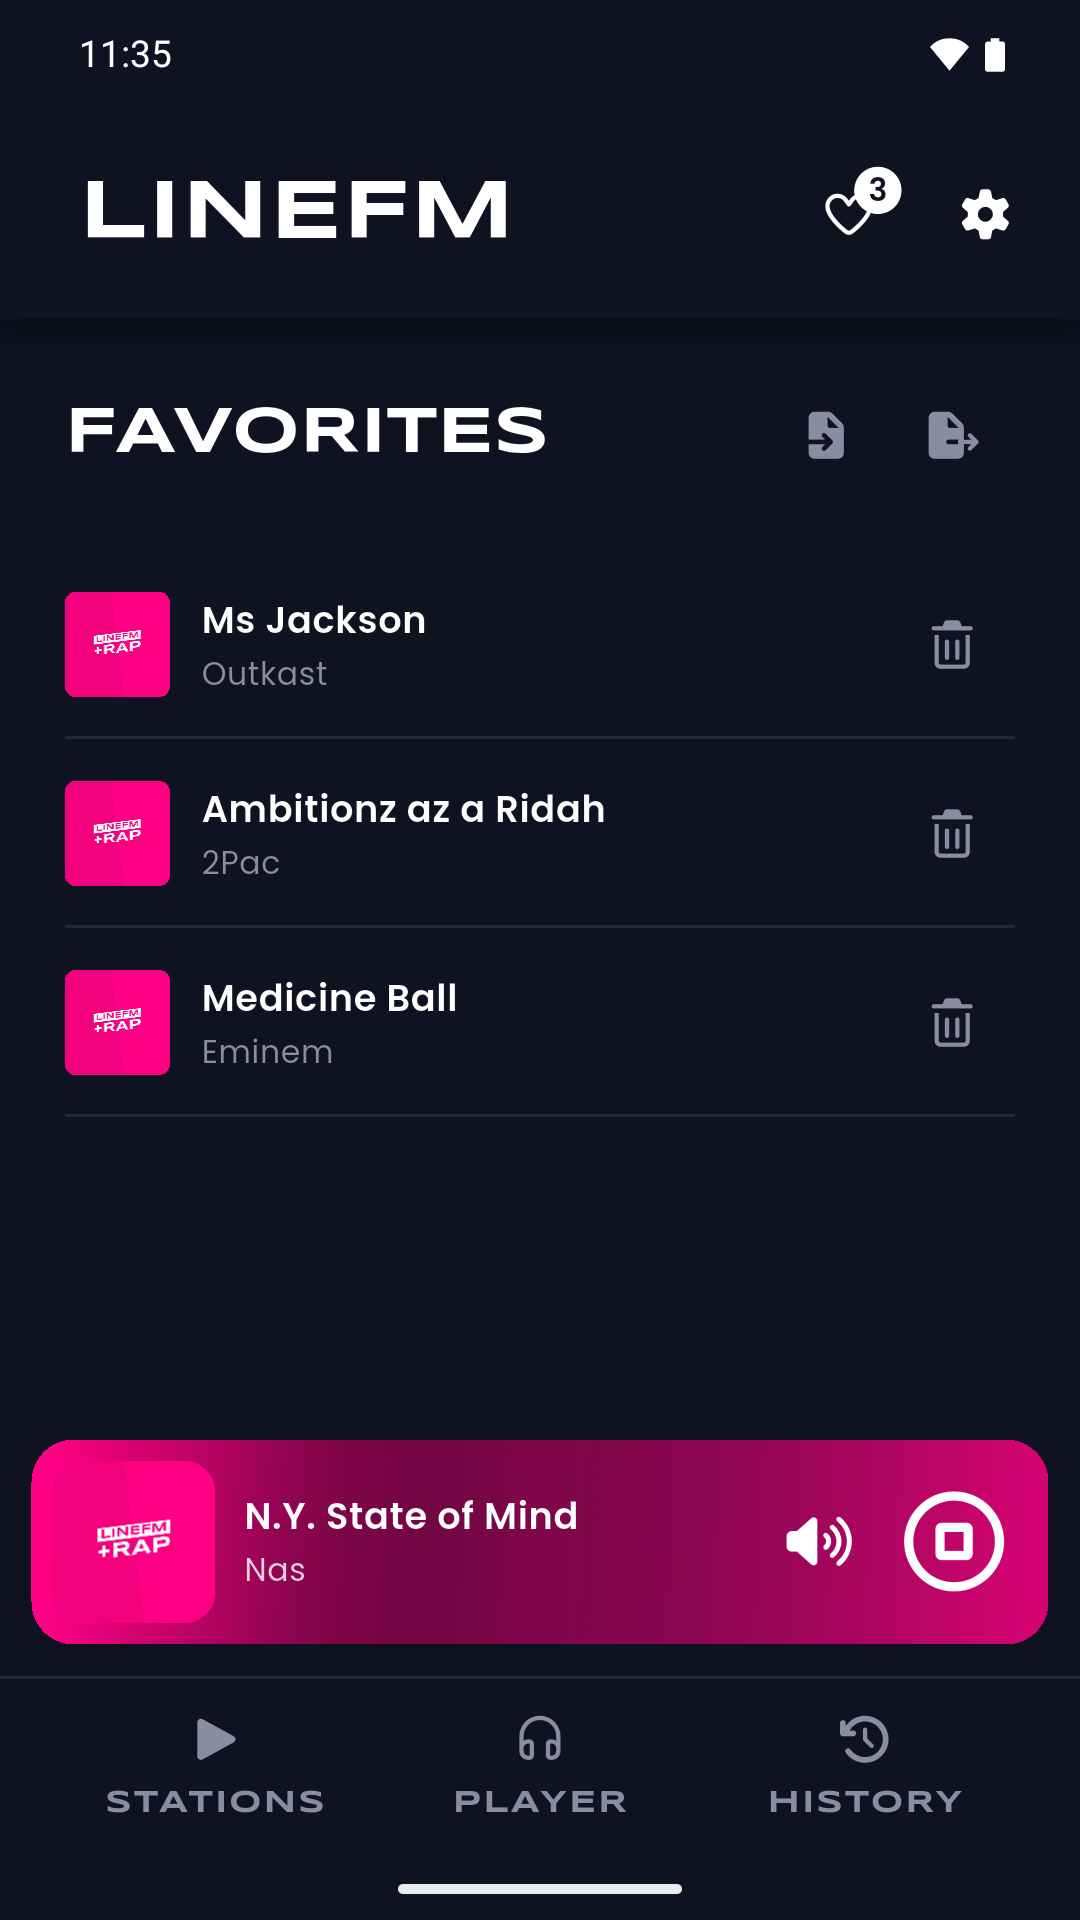 11:35
LINEFM
3
FAVORITES
LINEFM
+RAP
Ms Jackson
Outkast
LINEFM
+RAP
Ambitionz az a Ridah
2Pac
LINEFM
+RAP
Medicine Ball
Eminem
LINEFM
+RAP
N.Y. State of Mind
Nas
STATIONS
PLAYER
HISTORY